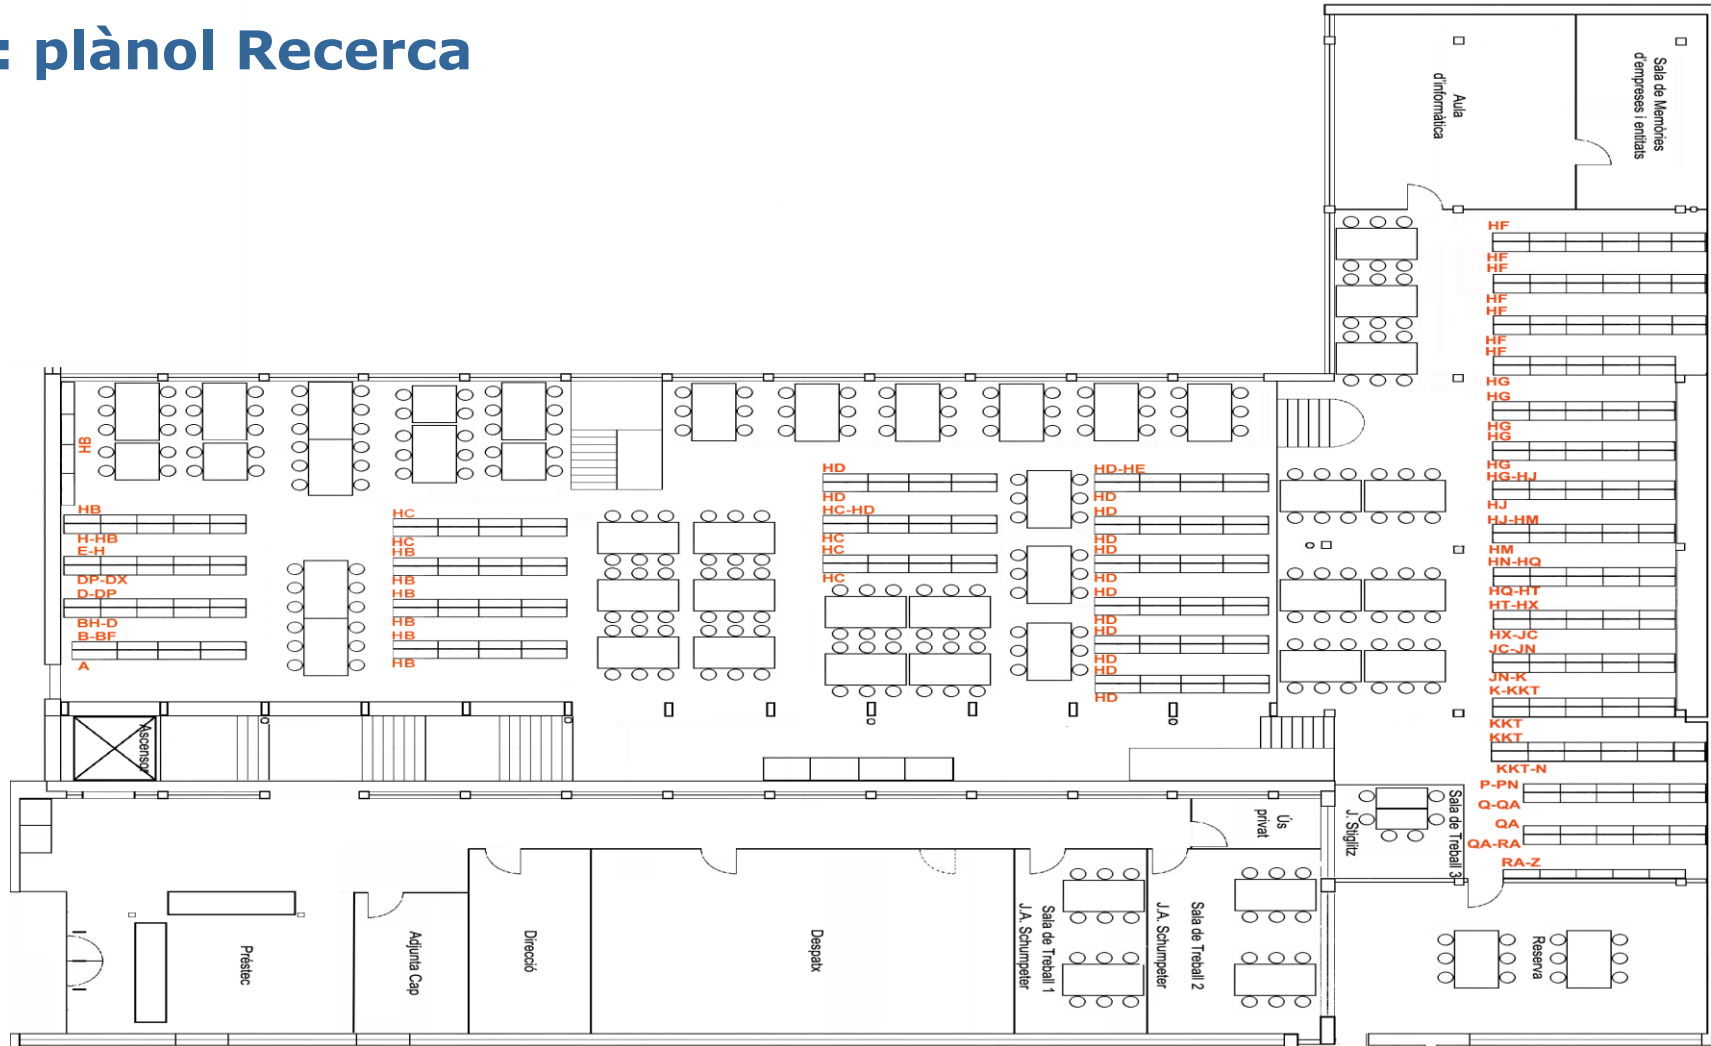 : plànol Recerca
Aula
d'informàtica
Sala de Memòries
d'empreses i entitats
HF
HF
HF
HF
HF
HF
HF
HG
HG
HG
HG
HG
HG-HJ
HJ
HJ-HM
HM
HN-HQ
HQ-HT
HT-HX
HX-JC
JC-JN
JN-K
K-KKT
KKT
KKT
KKT-N
P-PN
Q-QA
QA
QA-RA
RA-Z
BH
HB
H-HB
E-H
DP-DX
D-DP
BH-D
B-BF
A
HC
HC
HB
HB
HB
HB
HB
HB
HD
HD
HC-HD
HC
HC
HC
HD-HE
HD
HD
HD
HD
HD
HD
HD
HD
HD
HD
HD
Ascensor
Préstec
Adjunta Cap
Direcció
Despatx
Sala de Treball 1
J.A. Schumpeter
Sala de Treball 2
J.A. Schumpeter
Ús
privat
Sala de Treball 3
J. Stiglitz
Reserva